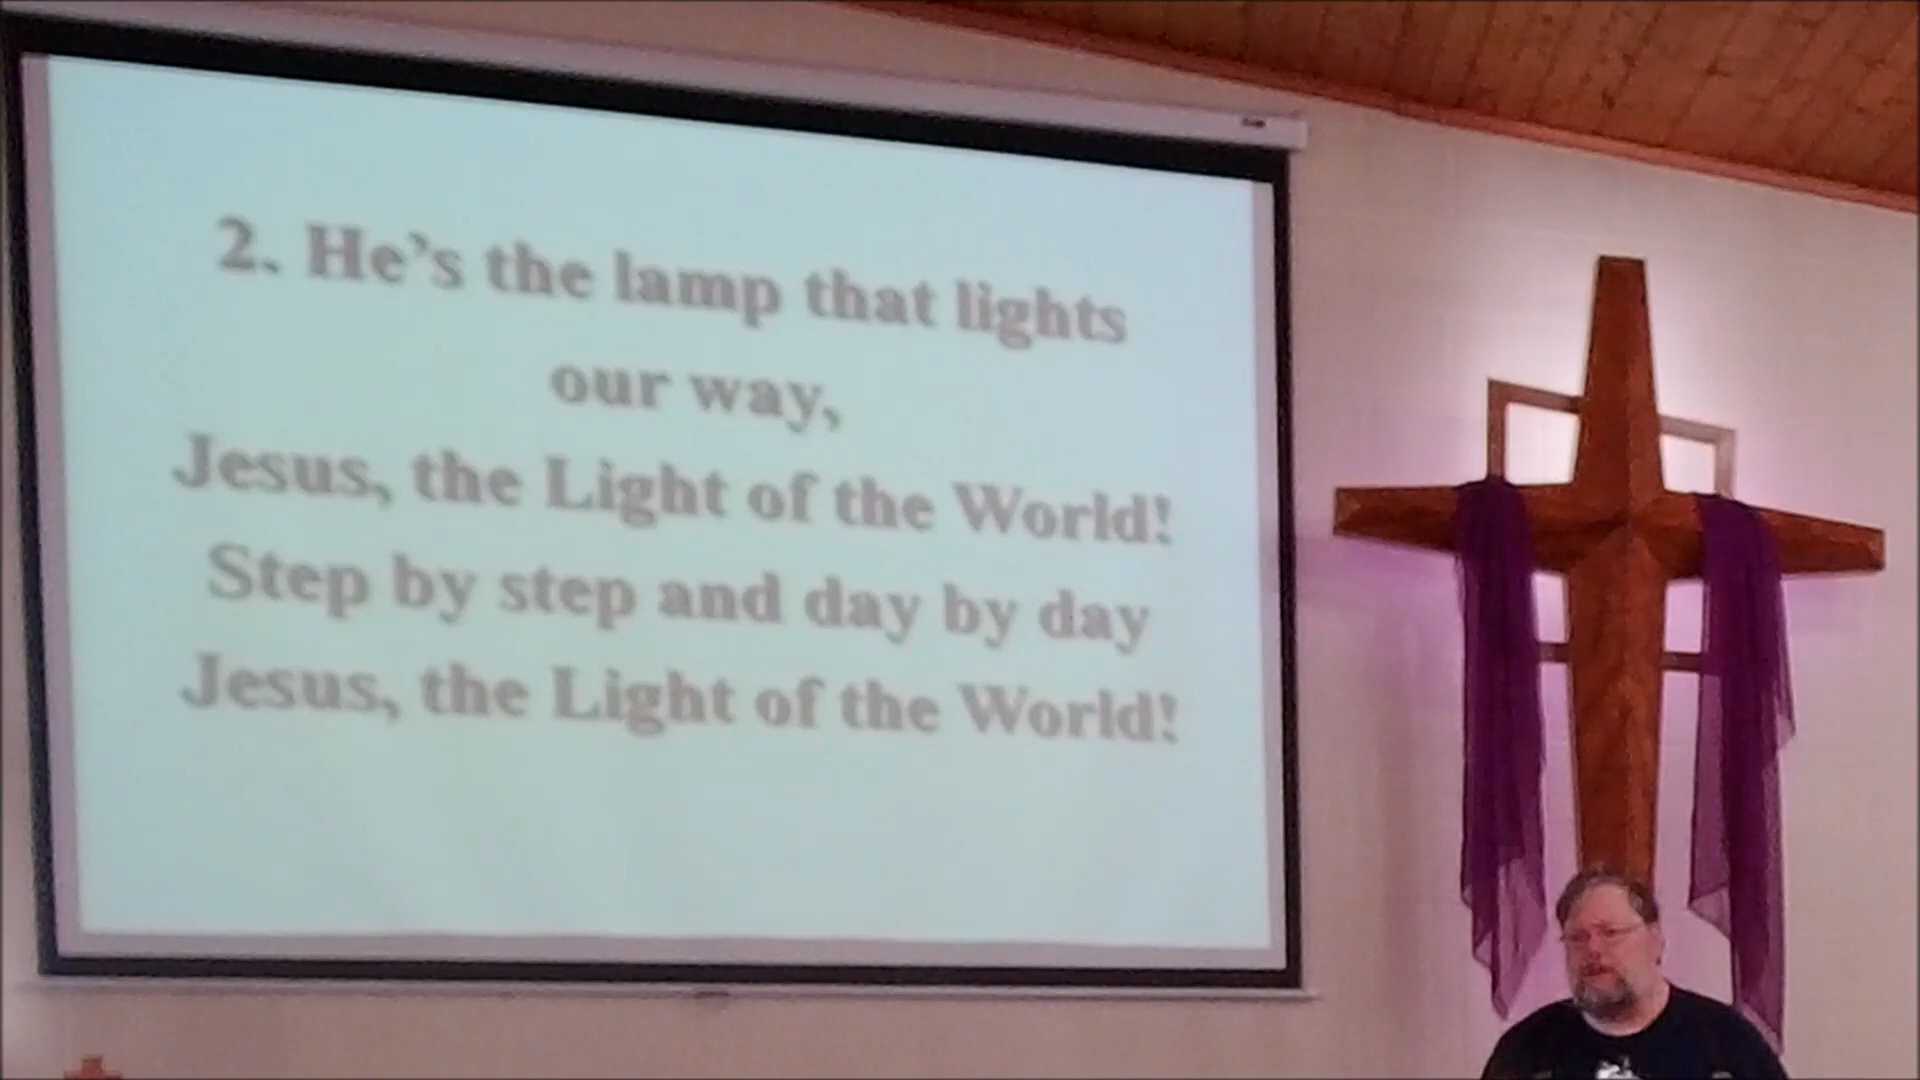 2. He's the lamp that lights
our way,
Jesus, the Light of the World!
Step by step and day by day
Jesus, the Light of the World!